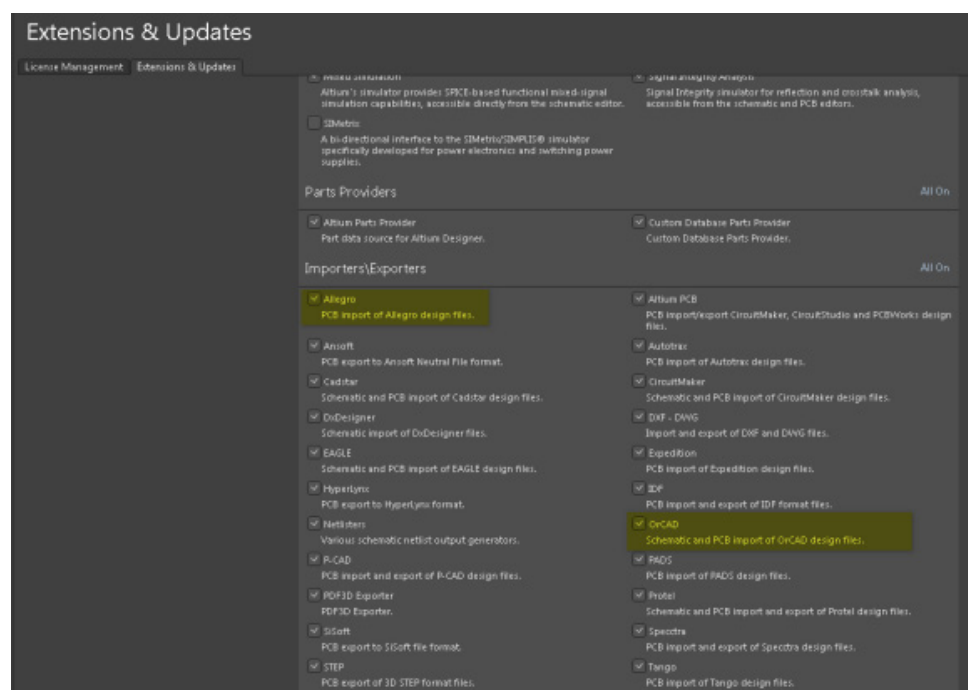 Extensions & Updates
License Management Extensions & Updates
Mixed Simulation
Altium's simulator provides SPICE-based functional mixed-signal
simulation capabilities, accessible directly from the schematic editor.
Signal Integrity Analysis
Signal Integrity simulator for reflection and crosstalk analysis,
accessible from the schematic and PCB editors.
SIMetrix
A bi-directional interface to the SIMetrix/SIMPLIS® simulator
specifically developed for power electronics and switching power
supplies.
Parts Providers
All On
Altium Parts Provider
Part data source for Altium Designer.
Custom Database Parts Provider
Custom Database Parts Provider.
Importers\Exporters
All On
Allegro
PCB import of Allegro design files.
Altium PCB
PCB import/export CircuitMaker, CircuitStudio and PCBWorks design
files.
Ansoft
PCB export to Ansoft Neutral File format.
Autotrax
PCB import of Autotrax design files.
Cadstar
Schematic and PCB import of Cadstar design files.
CircuitMaker
Schematic and PCB import of CircuitMaker design files.
DxDesigner
Schematic import of DxDesigner files.
DXF - DWG
Import and export of DXF and DWG files.
EAGLE
Schematic and PCB import of EAGLE design files.
Expedition
PCB import of Expedition design files.
HyperLynx
PCB export to HyperLynx format.
IDF
PCB import and export of IDF format files.
Netlisters
Various schematic netlist output generators.
OrCAD
Schematic and PCB import of OrCAD design files.
P-CAD
PCB import and export of P-CAD design files.
PADS
PCB import of PADS design files.
PDF3D Exporter
PDF3D Exporter.
Protel
Schematic and PCB import and export of Protel design files.
SiSoft
PCB export to SiSoft file format.
Specctra
PCB import and export of Specctra design files.
STEP
PCB export of 3D STEP format files.
Tango
PCB import of Tango design files.